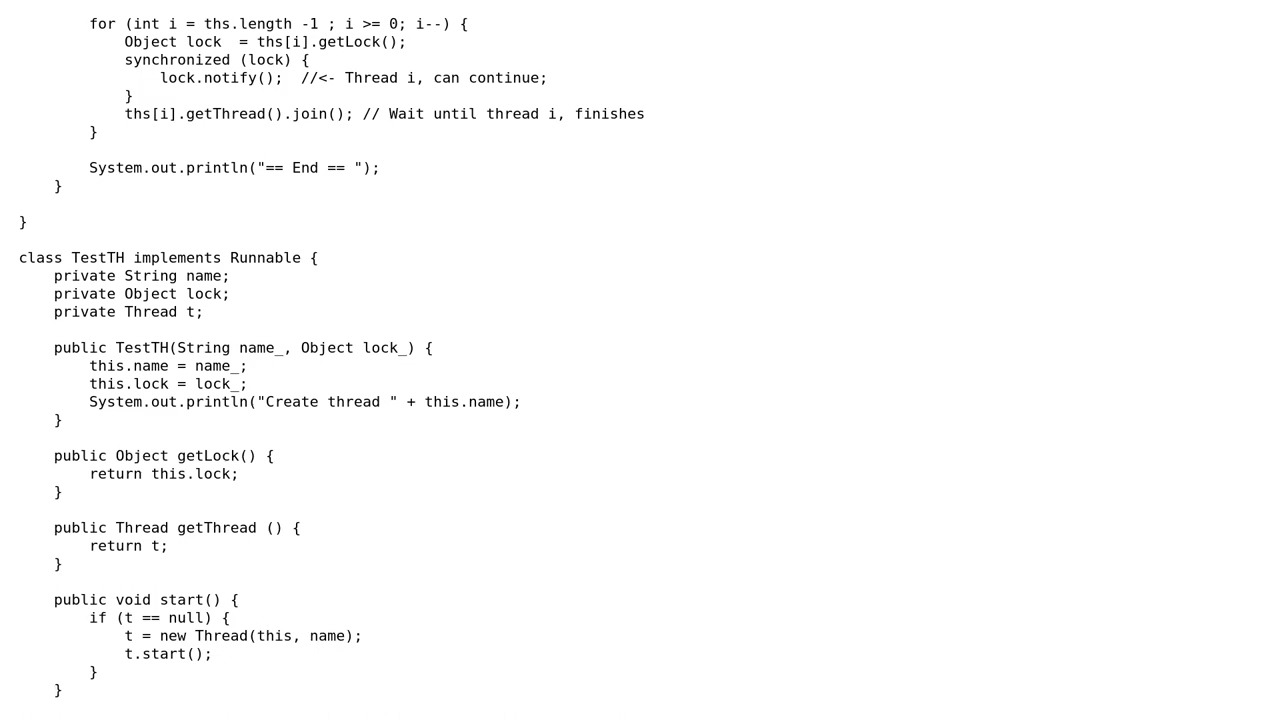 for (int i = ths.length -1 ; i >= 0; i--) {
Object lock  = ths[i].getLock();
synchronized (lock) {
lock.notify();  //<- Thread i, can continue;
}
ths[i].getThread().join(); // Wait until thread i, finishes
}
System.out.println("== End == ");
}
}
class TestTH implements Runnable {
private String name;
private Object lock;
private Thread t;
public TestTH(String name_, Object lock_) {
this.name = name_;
this.lock = lock_;
System.out.println("Create thread " + this.name);
}
public Object getLock() {
return this.lock;
}
public Thread getThread () {
return t;
}
public void start() {
if (t == null) {
t = new Thread(this, name);
t.start();
}
}